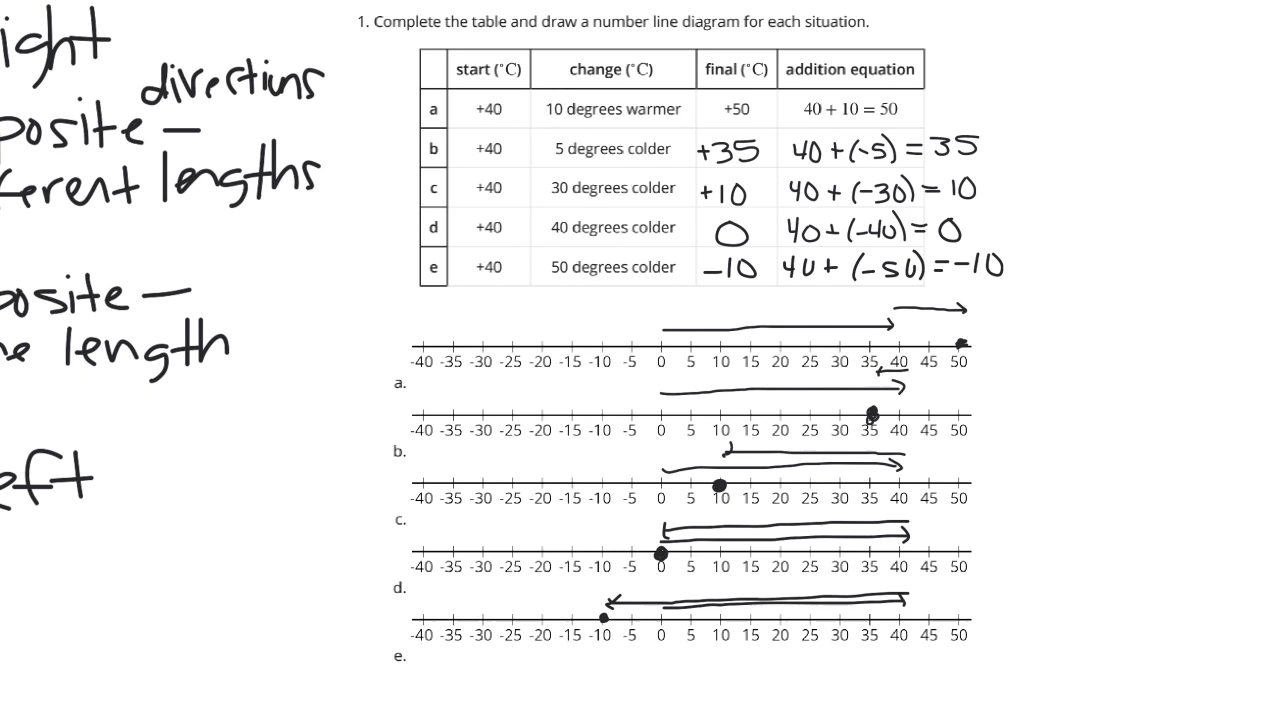 ight
directions
posite —
ferent lengths
posite —
length
eft
1. Complete the table and draw a number line diagram for each situation.
start (°C) change (°C) final (°C) addition equation
a +40 10 degrees warmer +50 40 + 10 = 50
b +40 5 degrees colder +35 40 + (-5) = 35
c +40 30 degrees colder +10 40 + (-30) = 10
d +40 40 degrees colder 0 40 + (-40) = 0
e +40 50 degrees colder -10 40 + (-50) = -10
-40 -35 -30 -25 -20 -15 -10 -5 0 5 10 15 20 25 30 35 40 45 50
a.
-40 -35 -30 -25 -20 -15 -10 -5 0 5 10 15 20 25 30 35 40 45 50
b.
-40 -35 -30 -25 -20 -15 -10 -5 0 5 10 15 20 25 30 35 40 45 50
c.
-40 -35 -30 -25 -20 -15 -10 -5 0 5 10 15 20 25 30 35 40 45 50
d.
-40 -35 -30 -25 -20 -15 -10 -5 0 5 10 15 20 25 30 35 40 45 50
e.